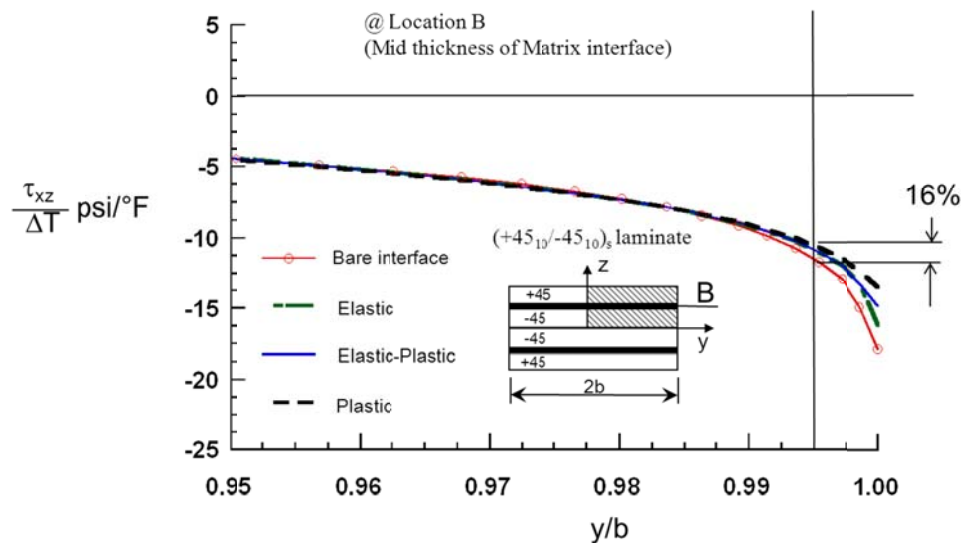 @ Location B
(Mid thickness of Matrix interface)
5
0
-5
-10
-15
-20
-25
τxz
ΔT
psi/°F
16%
(+45₁₀/-45₁₀)s laminate
Bare interface
Elastic
Elastic-Plastic
Plastic
z
B
+45
-45
y
-45
+45
2b
0.95
0.96
0.97
0.98
0.99
1.00
y/b